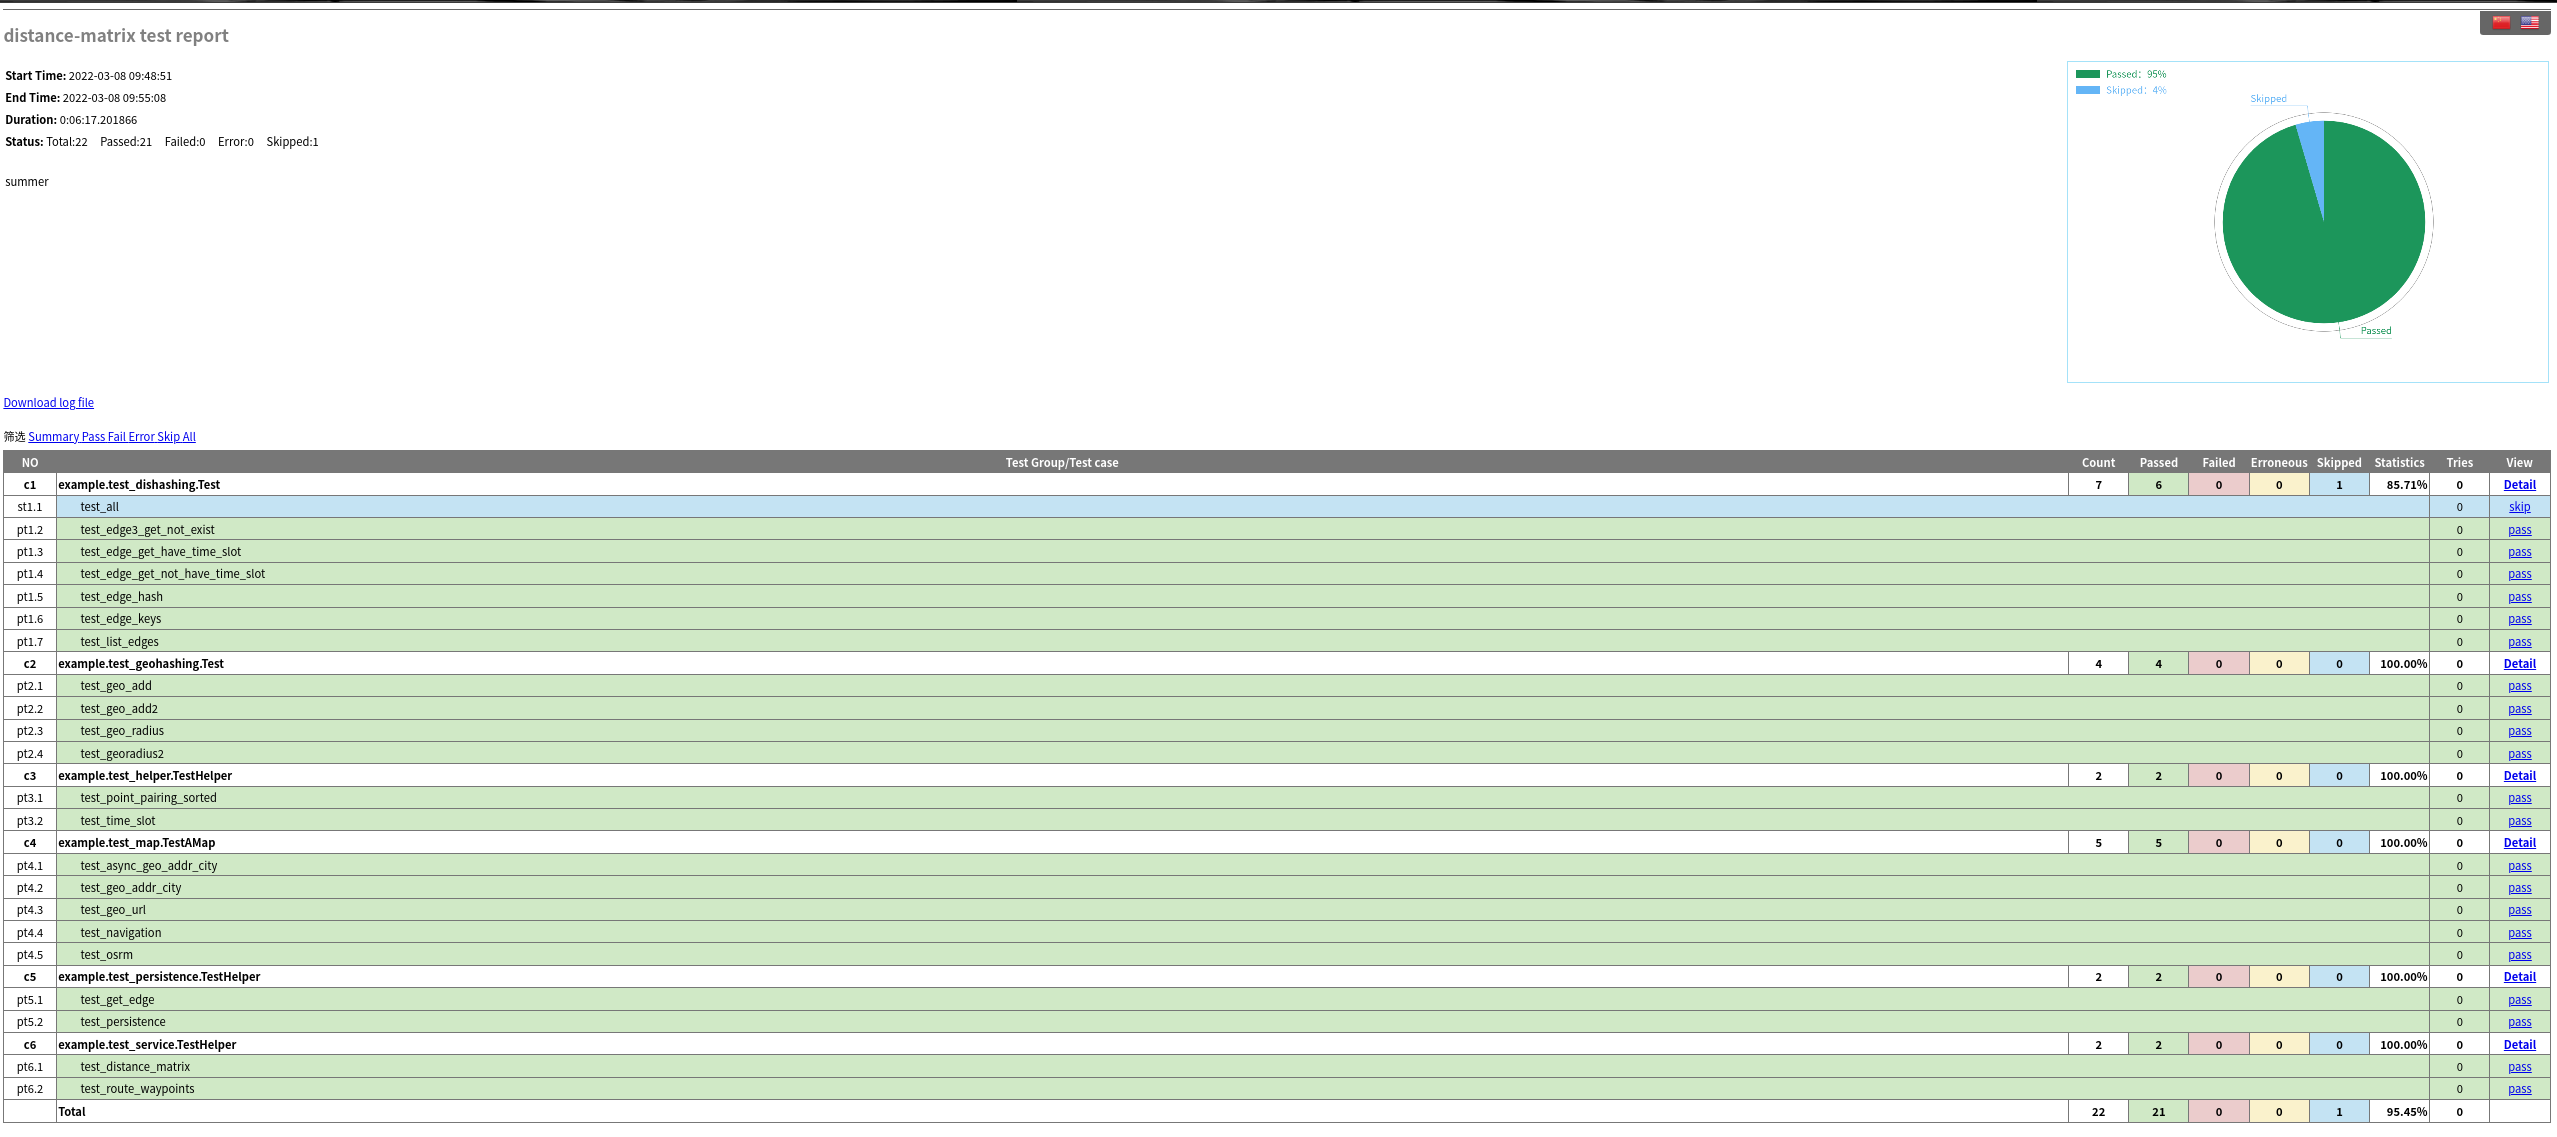 distance-matrix test report
Start Time: 2022-03-08 09:48:51
End Time: 2022-03-08 09:55:08
Duration: 0:06:17.201866
Status: Total:22 Passed:21 Failed:0 Error:0 Skipped:1
summer
Passed：95%
Skipped：4%
Skipped
Passed
Download log file
筛选 Summary Pass Fail Error Skip All
NO Test Group/Test case Count Passed Failed Erroneous Skipped Statistics Tries View
c1 example.test_dishashing.Test 7 6 0 0 1 85.71% 0 Detail
st1.1 test_all 0 skip
pt1.2 test_edge3_get_not_exist 0 pass
pt1.3 test_edge_get_have_time_slot 0 pass
pt1.4 test_edge_get_not_have_time_slot 0 pass
pt1.5 test_edge_hash 0 pass
pt1.6 test_edge_keys 0 pass
pt1.7 test_list_edges 0 pass
c2 example.test_geohashing.Test 4 4 0 0 0 100.00% 0 Detail
pt2.1 test_geo_add 0 pass
pt2.2 test_geo_add2 0 pass
pt2.3 test_geo_radius 0 pass
pt2.4 test_georadius2 0 pass
c3 example.test_helper.TestHelper 2 2 0 0 0 100.00% 0 Detail
pt3.1 test_point_pairing_sorted 0 pass
pt3.2 test_time_slot 0 pass
c4 example.test_map.TestAMap 5 5 0 0 0 100.00% 0 Detail
pt4.1 test_async_geo_addr_city 0 pass
pt4.2 test_geo_addr_city 0 pass
pt4.3 test_geo_url 0 pass
pt4.4 test_navigation 0 pass
pt4.5 test_osrm 0 pass
c5 example.test_persistence.TestHelper 2 2 0 0 0 100.00% 0 Detail
pt5.1 test_get_edge 0 pass
pt5.2 test_persistence 0 pass
c6 example.test_service.TestHelper 2 2 0 0 0 100.00% 0 Detail
pt6.1 test_distance_matrix 0 pass
pt6.2 test_route_waypoints 0 pass
Total 22 21 0 0 1 95.45% 0